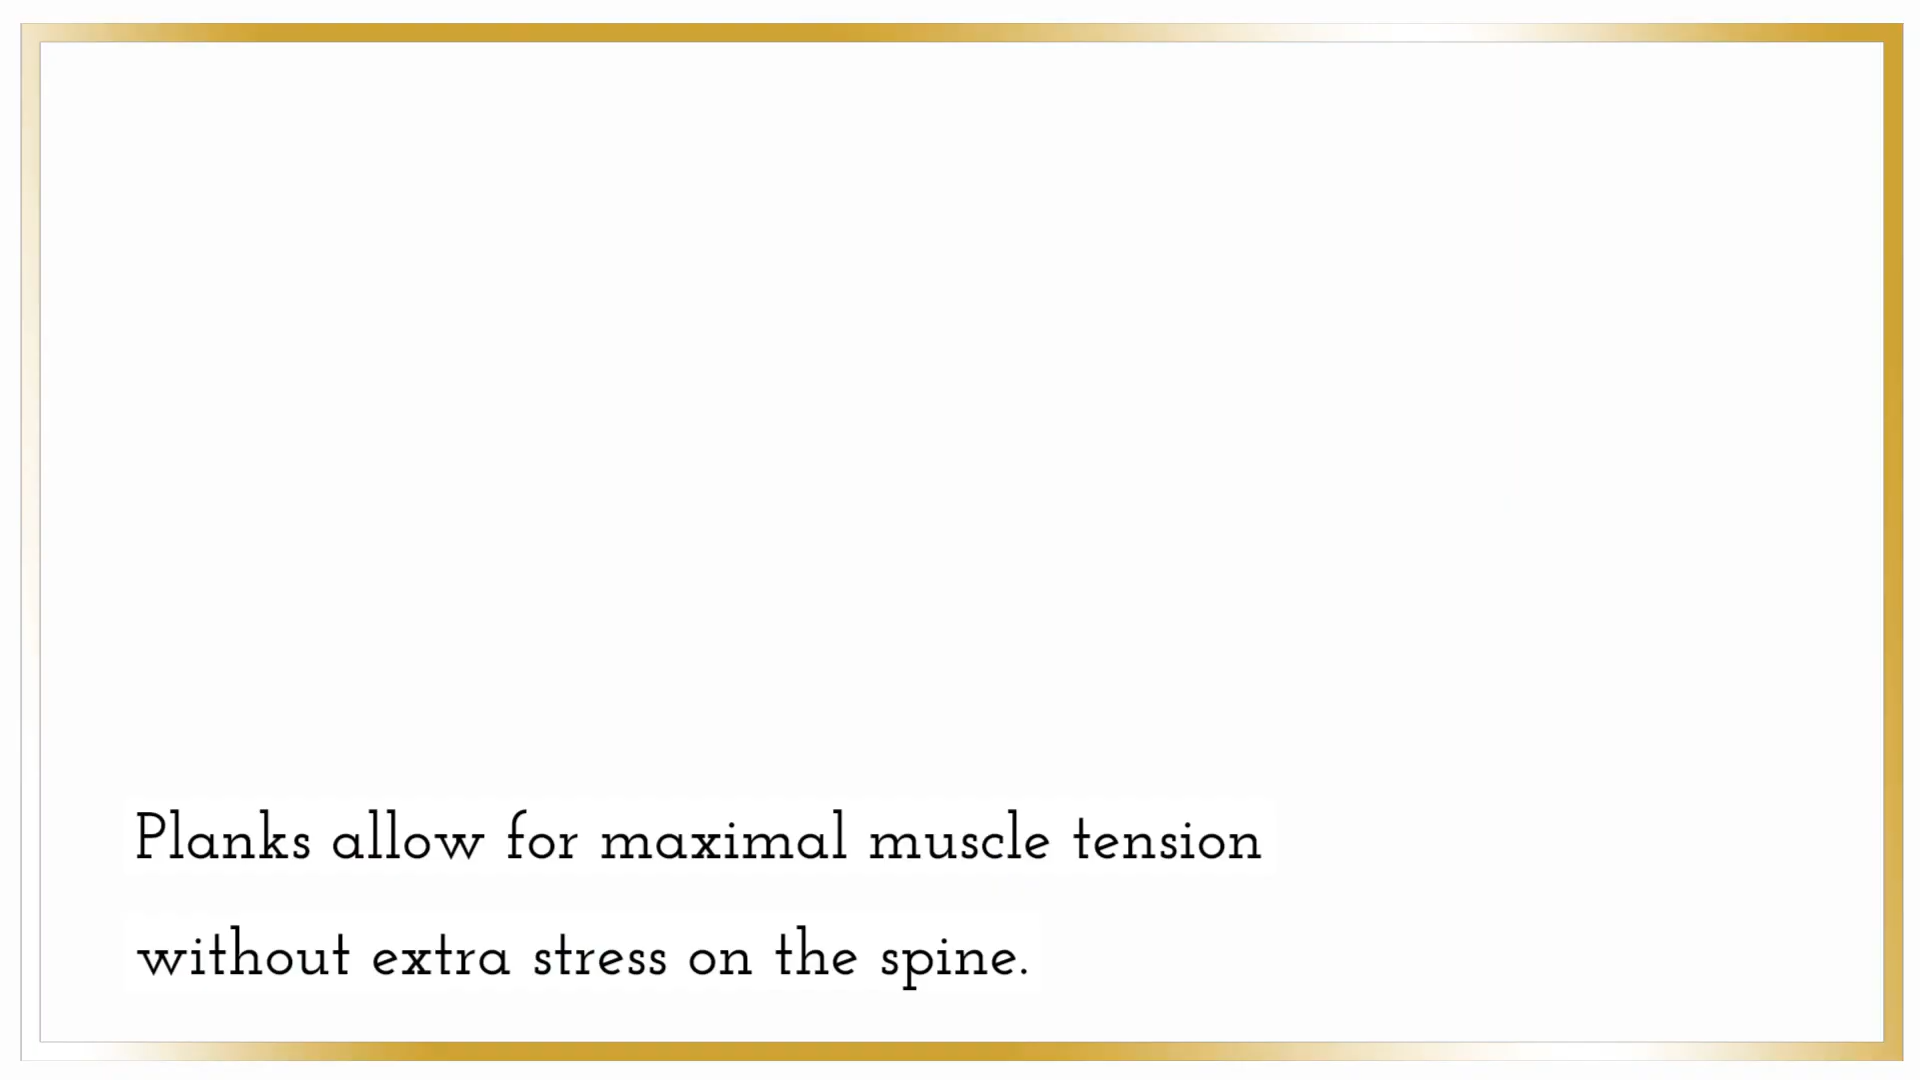 Planks allow for maximal muscle tension
without extra stress on the spine.